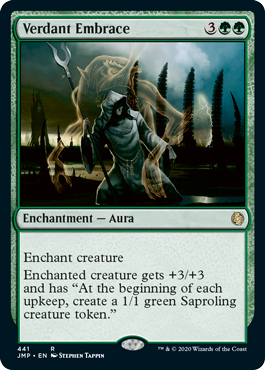 Verdant Embrace 3
Enchantment — Aura
Enchant creature
Enchanted creature gets +3/+3
and has “At the beginning of each
upkeep, create a 1/1 green Saproling
creature token.”
441 R
JMP • EN STEPHEN TAPPIN
™ & © 2020 Wizards of the Coast